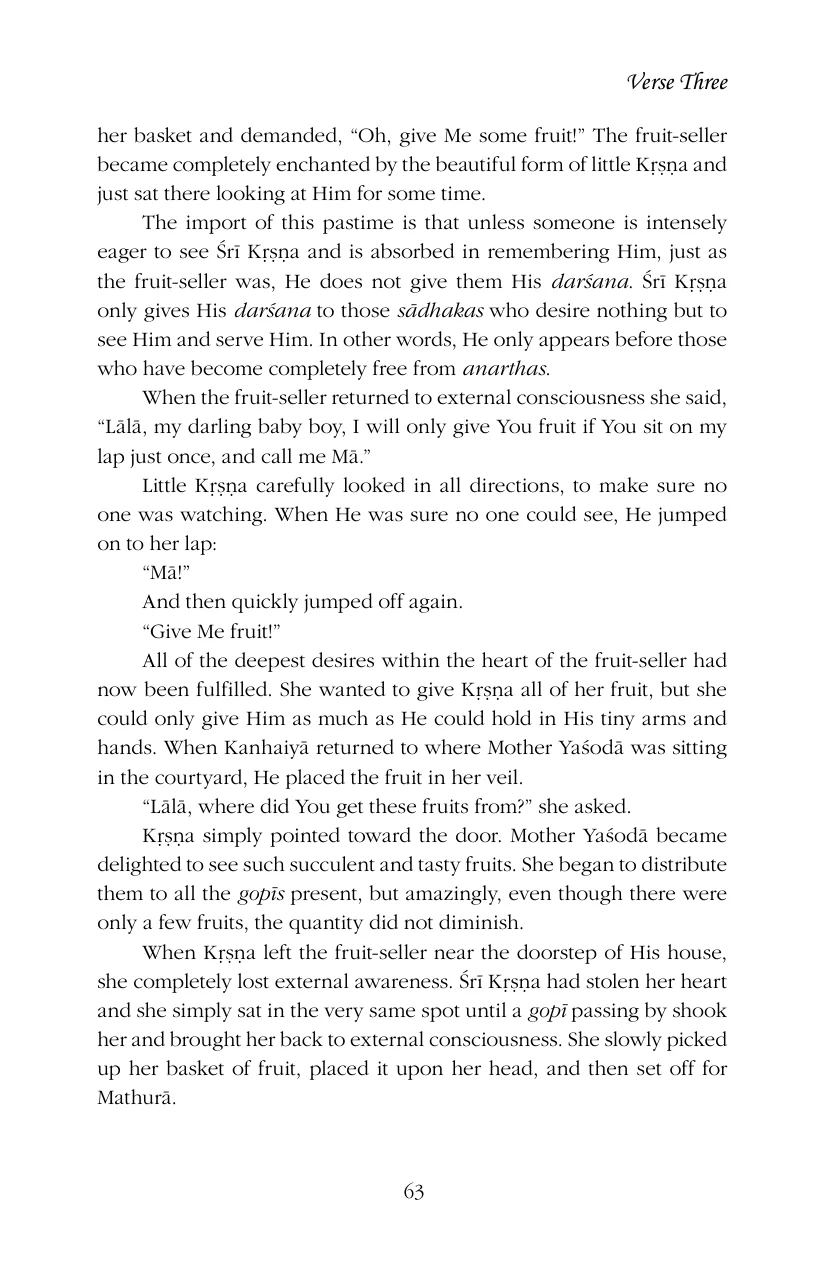 Verse Three
her basket and demanded, “Oh, give Me some fruit!” The fruit-seller
became completely enchanted by the beautiful form of little Kṛṣṇa and
just sat there looking at Him for some time.
The import of this pastime is that unless someone is intensely
eager to see Śrī Kṛṣṇa and is absorbed in remembering Him, just as
the fruit-seller was, He does not give them His darśana. Śrī Kṛṣṇa
only gives His darśana to those sādhakas who desire nothing but to
see Him and serve Him. In other words, He only appears before those
who have become completely free from anarthas.
When the fruit-seller returned to external consciousness she said,
“Lālā, my darling baby boy, I will only give You fruit if You sit on my
lap just once, and call me Mā.”
Little Kṛṣṇa carefully looked in all directions, to make sure no
one was watching. When He was sure no one could see, He jumped
on to her lap:
“Mā!”
And then quickly jumped off again.
“Give Me fruit!”
All of the deepest desires within the heart of the fruit-seller had
now been fulfilled. She wanted to give Kṛṣṇa all of her fruit, but she
could only give Him as much as He could hold in His tiny arms and
hands. When Kanhaiyā returned to where Mother Yaśodā was sitting
in the courtyard, He placed the fruit in her veil.
“Lālā, where did You get these fruits from?” she asked.
Kṛṣṇa simply pointed toward the door. Mother Yaśodā became
delighted to see such succulent and tasty fruits. She began to distribute
them to all the gopīs present, but amazingly, even though there were
only a few fruits, the quantity did not diminish.
When Kṛṣṇa left the fruit-seller near the doorstep of His house,
she completely lost external awareness. Śrī Kṛṣṇa had stolen her heart
and she simply sat in the very same spot until a gopī passing by shook
her and brought her back to external consciousness. She slowly picked
up her basket of fruit, placed it upon her head, and then set off for
Mathurā.
63